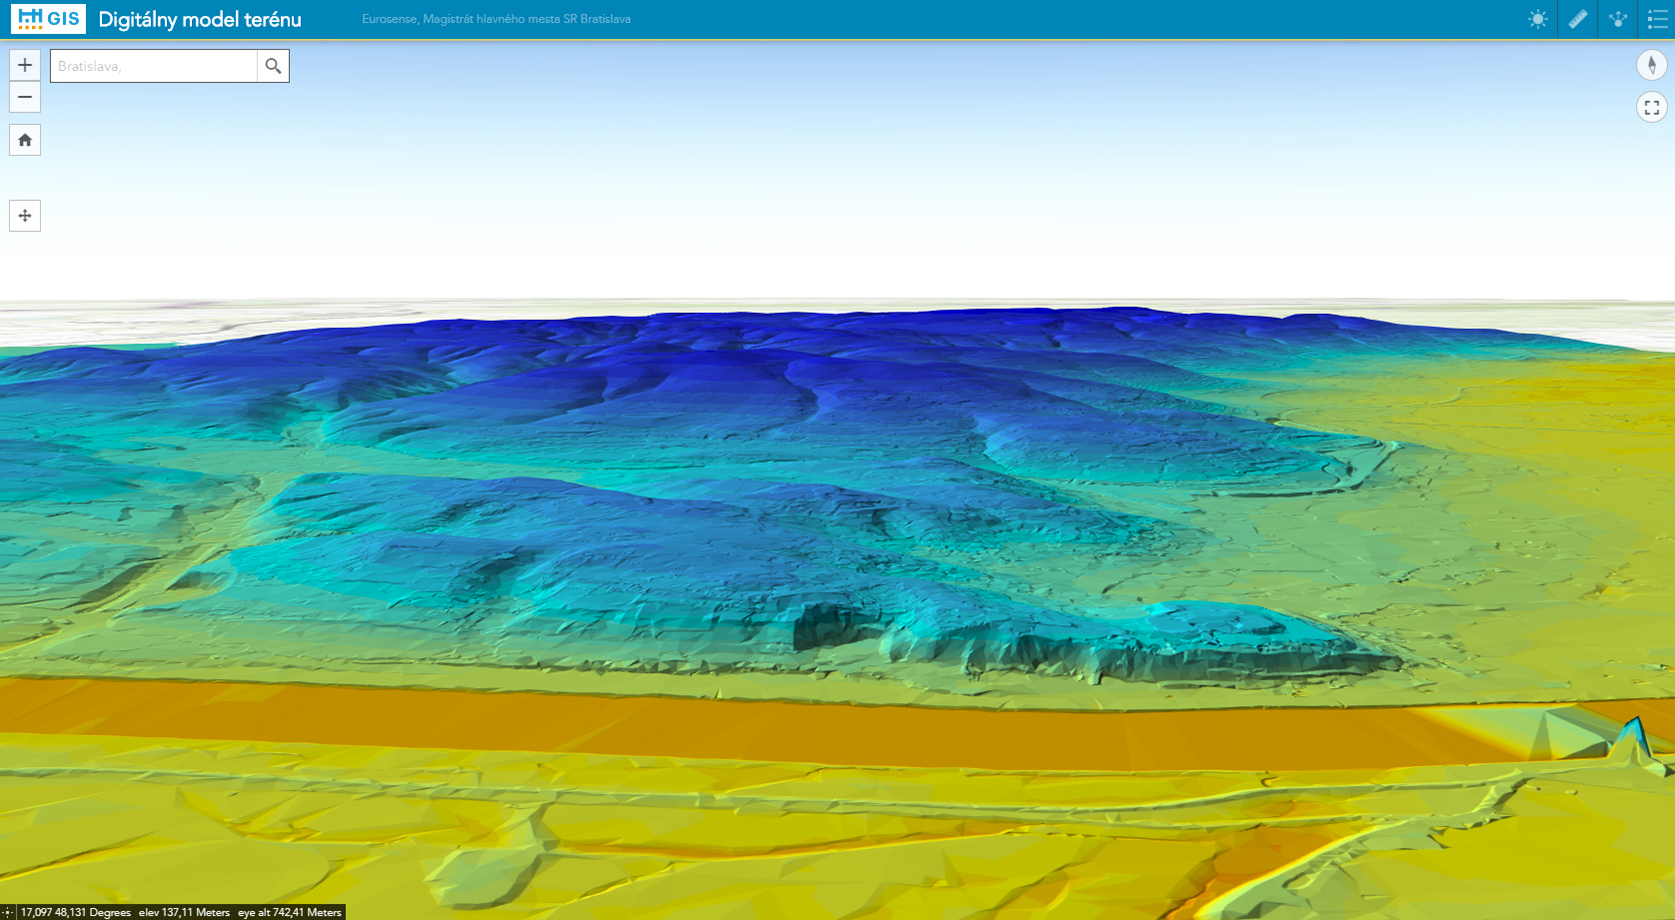 GIS Digitálny model terénu Eurosense, Magistrát hlavného mesta SR Bratislava
Bratislava,
17,097 48,131 Degrees elev 137,11 Meters eye alt 742,41 Meters